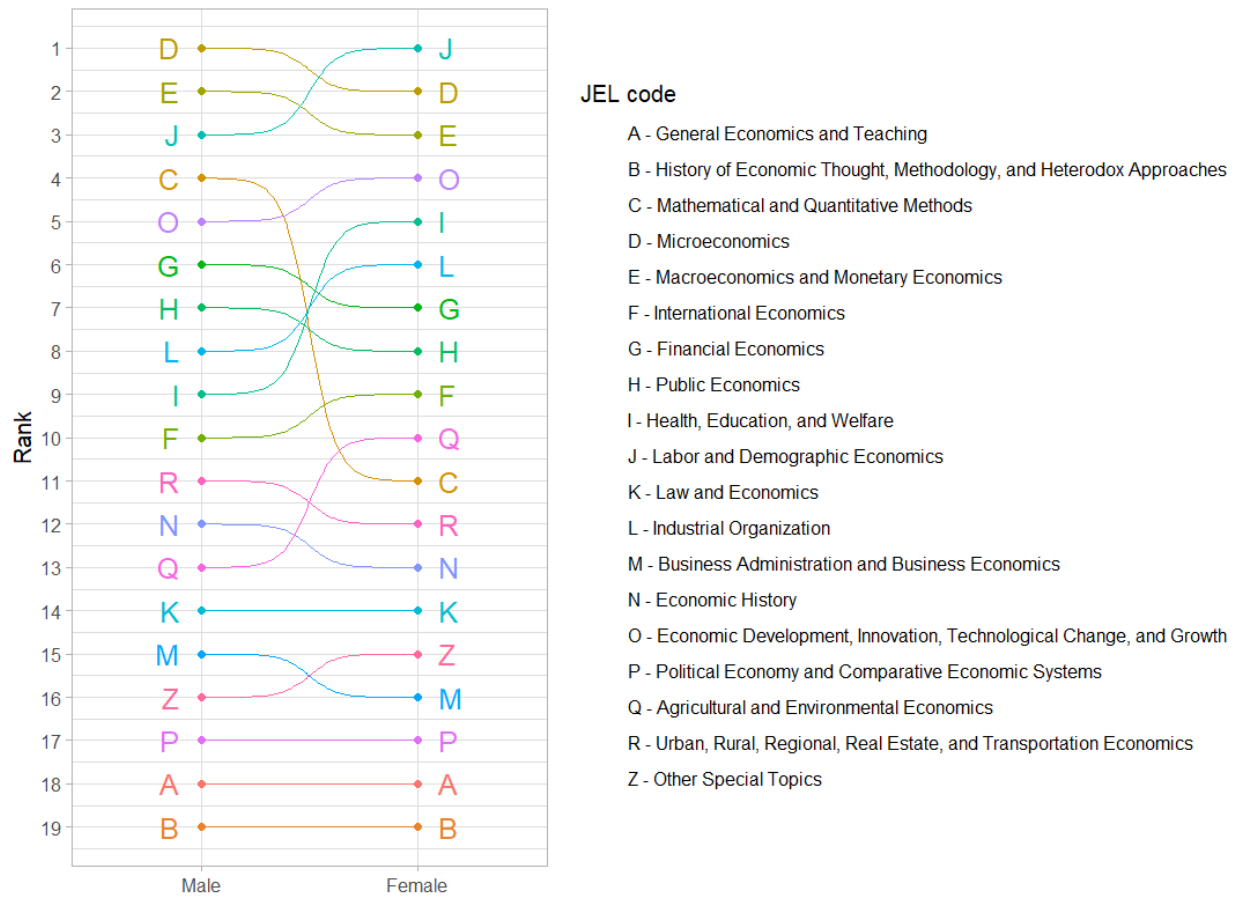 1 D J
2 E D
3 J E
4 C O
5 O I
6 G L
7 H G
8 L H
9 I F
10 F Q
11 R C
12 N R
13 Q N
14 K K
15 M Z
16 Z M
17 P P
18 A A
19 B B
Rank
Male Female
JEL code
A - General Economics and Teaching
B - History of Economic Thought, Methodology, and Heterodox Approaches
C - Mathematical and Quantitative Methods
D - Microeconomics
E - Macroeconomics and Monetary Economics
F - International Economics
G - Financial Economics
H - Public Economics
I - Health, Education, and Welfare
J - Labor and Demographic Economics
K - Law and Economics
L - Industrial Organization
M - Business Administration and Business Economics
N - Economic History
O - Economic Development, Innovation, Technological Change, and Growth
P - Political Economy and Comparative Economic Systems
Q - Agricultural and Environmental Economics
R - Urban, Rural, Regional, Real Estate, and Transportation Economics
Z - Other Special Topics